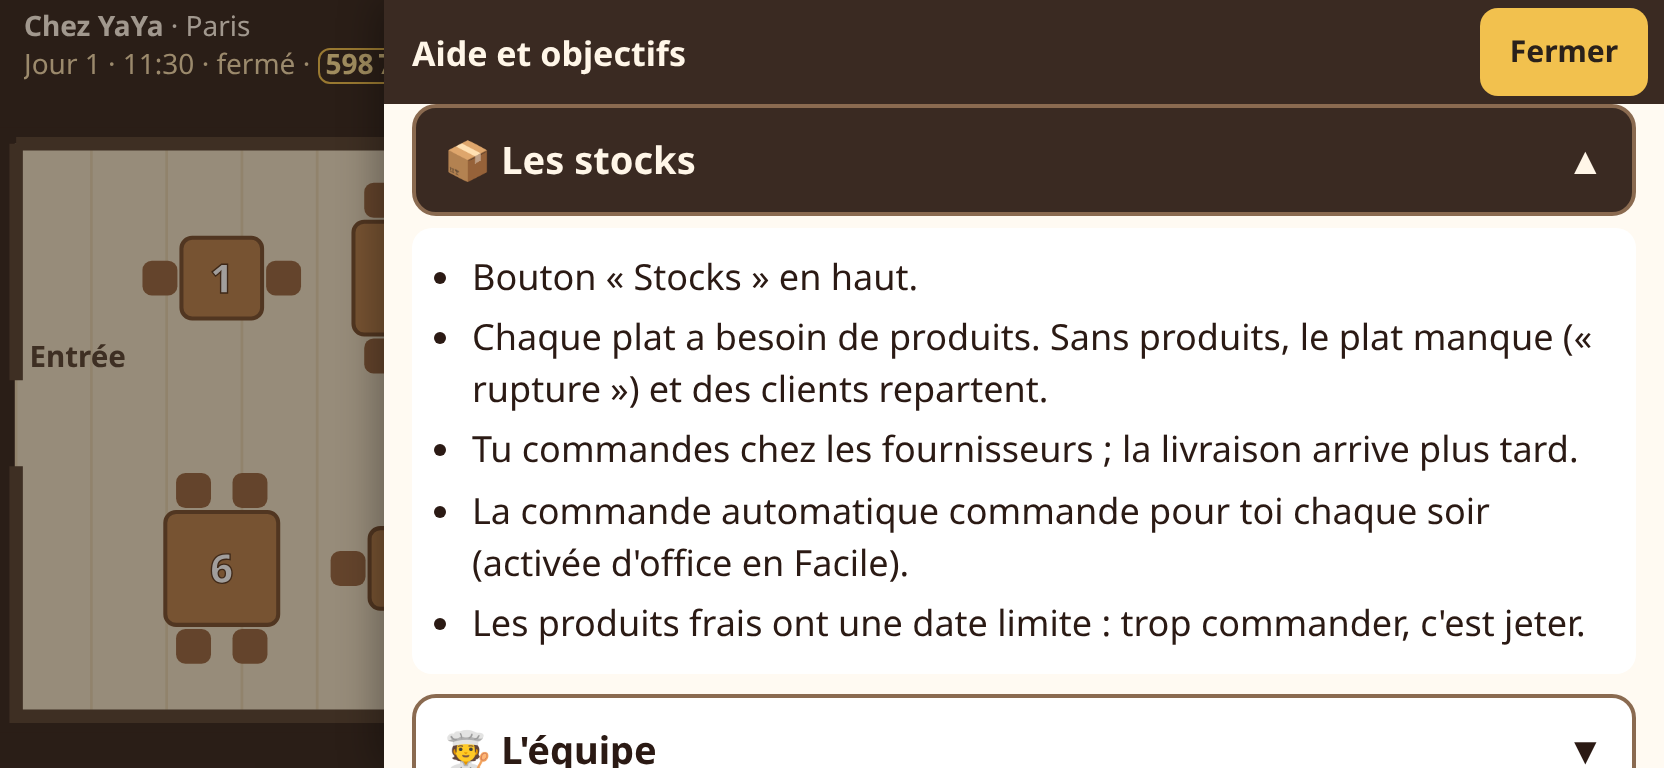 Chez YaYa · Paris
Jour 1 · 11:30 · fermé · 598
Aide et objectifs
Fermer
📦 Les stocks ▲
• Bouton « Stocks » en haut.
• Chaque plat a besoin de produits. Sans produits, le plat manque («
rupture ») et des clients repartent.
• Tu commandes chez les fournisseurs ; la livraison arrive plus tard.
• La commande automatique commande pour toi chaque soir
(activée d'office en Facile).
• Les produits frais ont une date limite : trop commander, c'est jeter.
🧑‍🍳 L'équipe ▼
1
Entrée
6